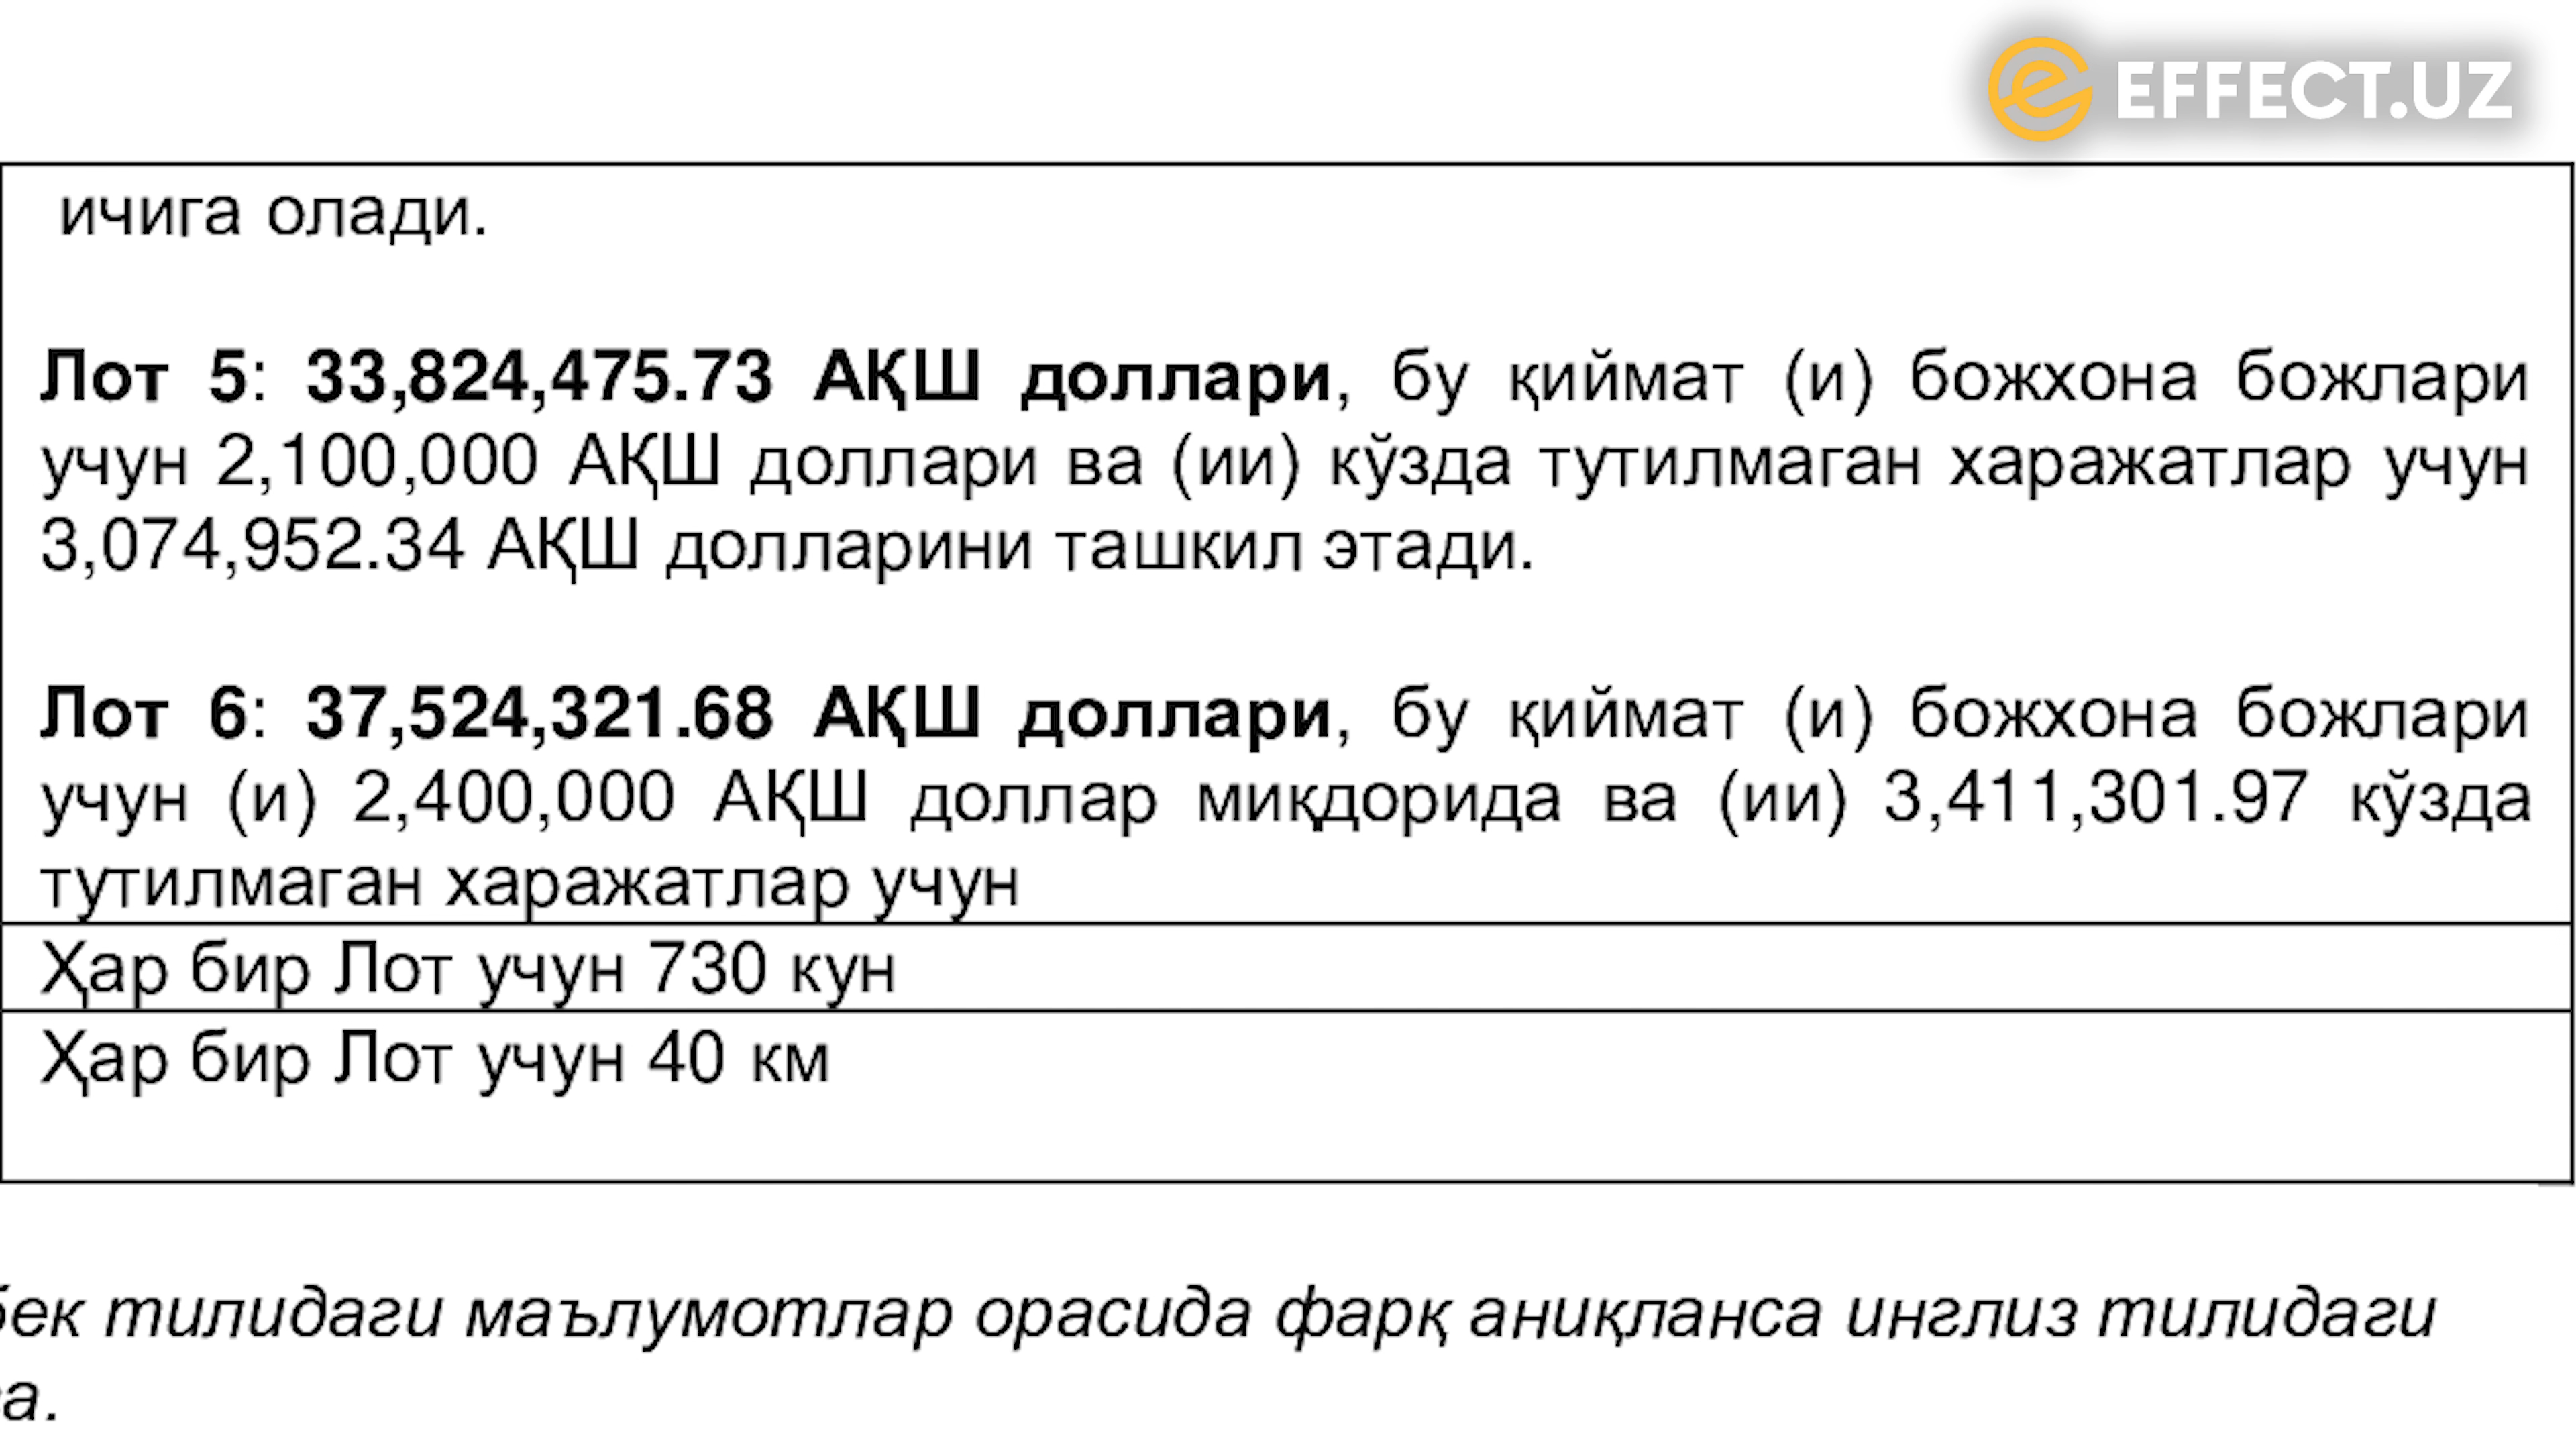 EFFECT.UZ
ичига олади.
Лот 5: 33,824,475.73 АҚШ доллари, бу қиймат (и) божхона божлари
учун 2,100,000 АҚШ доллари ва (ии) кўзда тутилмаган харажатлар учун
3,074,952.34 АҚШ долларини ташкил этади.
Лот 6: 37,524,321.68 АҚШ доллари, бу қиймат (и) божхона божлари
учун (и) 2,400,000 АҚШ доллар миқдорида ва (ии) 3,411,301.97 кўзда
тутилмаган харажатлар учун
Ҳар бир Лот учун 730 кун
Ҳар бир Лот учун 40 км
тилидаги маълумотлар орасида фарқ аниқланса инглиз тилидаги